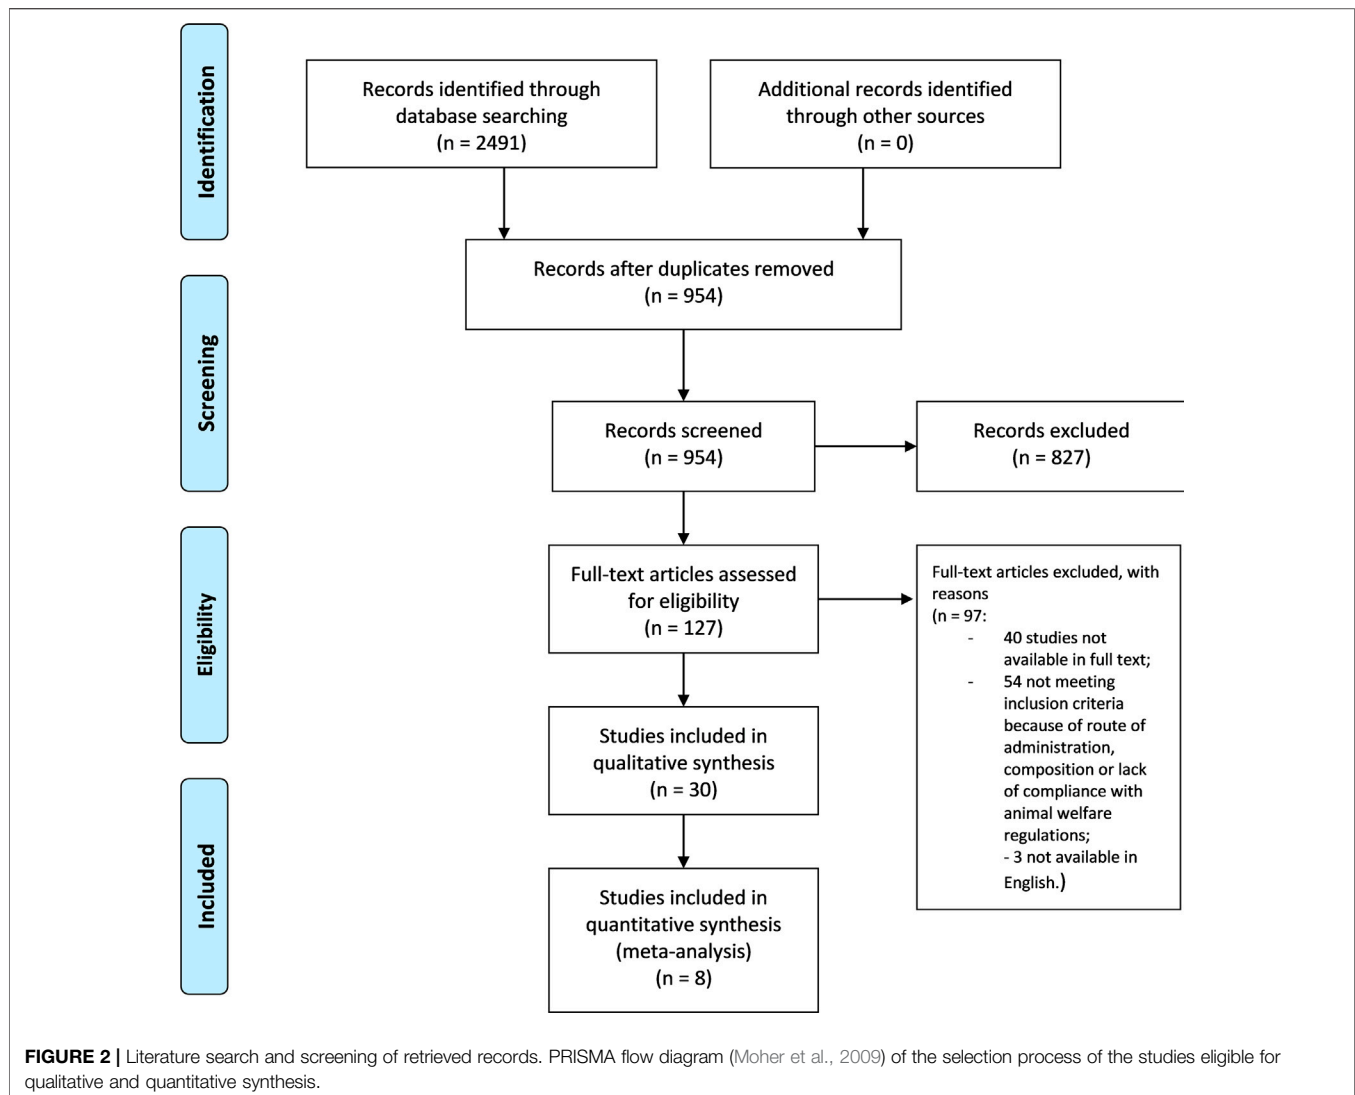 Identification
Records identified through
database searching
(n = 2491)
Additional records identified
through other sources
(n = 0)
Records after duplicates removed
(n = 954)
Screening
Records screened
(n = 954)
Records excluded
(n = 827)
Eligibility
Full-text articles assessed
for eligibility
(n = 127)
Full-text articles excluded, with
reasons
(n = 97:
- 40 studies not
available in full text;
- 54 not meeting
inclusion criteria
because of route of
administration,
composition or lack
of compliance with
animal welfare
regulations;
- 3 not available in
English.)
Studies included in
qualitative synthesis
(n = 30)
Included
Studies included in
quantitative synthesis
(meta-analysis)
(n = 8)
FIGURE 2 | Literature search and screening of retrieved records. PRISMA flow diagram (Moher et al., 2009) of the selection process of the studies eligible for
qualitative and quantitative synthesis.